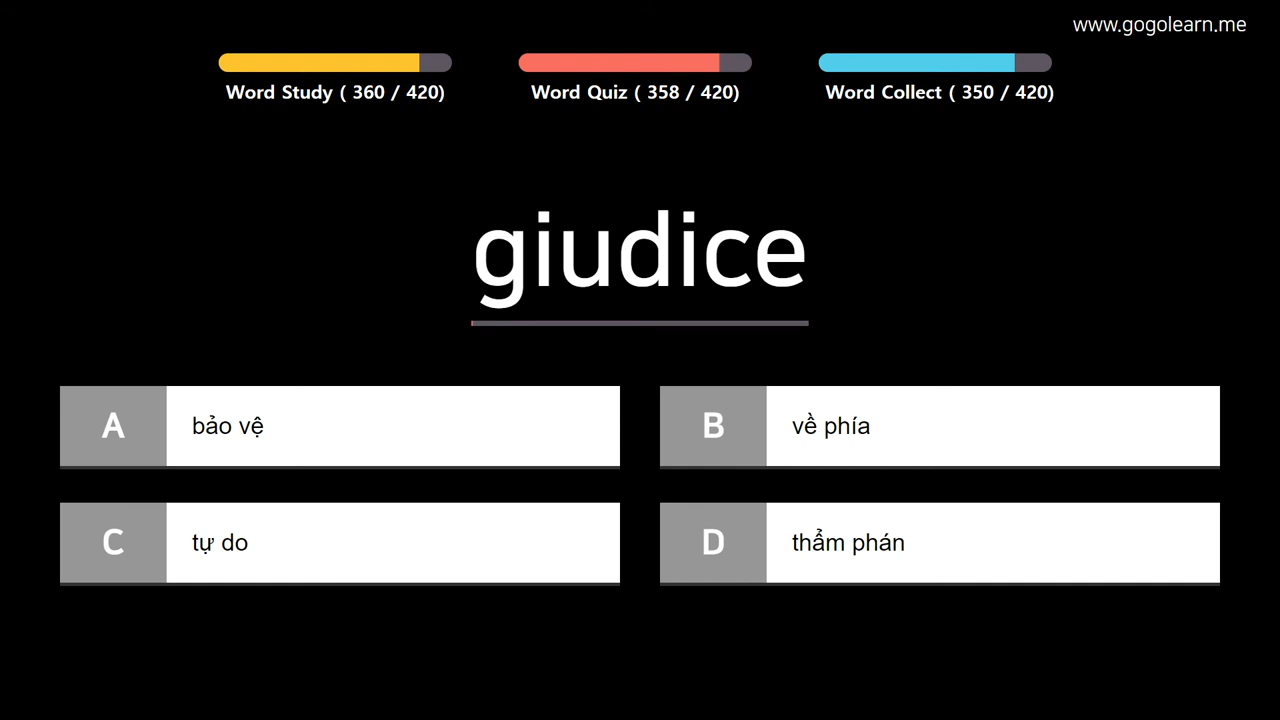 www.gogolearn.me
Word Study ( 360 / 420)
Word Quiz ( 358 / 420)
Word Collect ( 350 / 420)
giudice
A
bảo vệ
B
về phía
C
tự do
D
thẩm phán